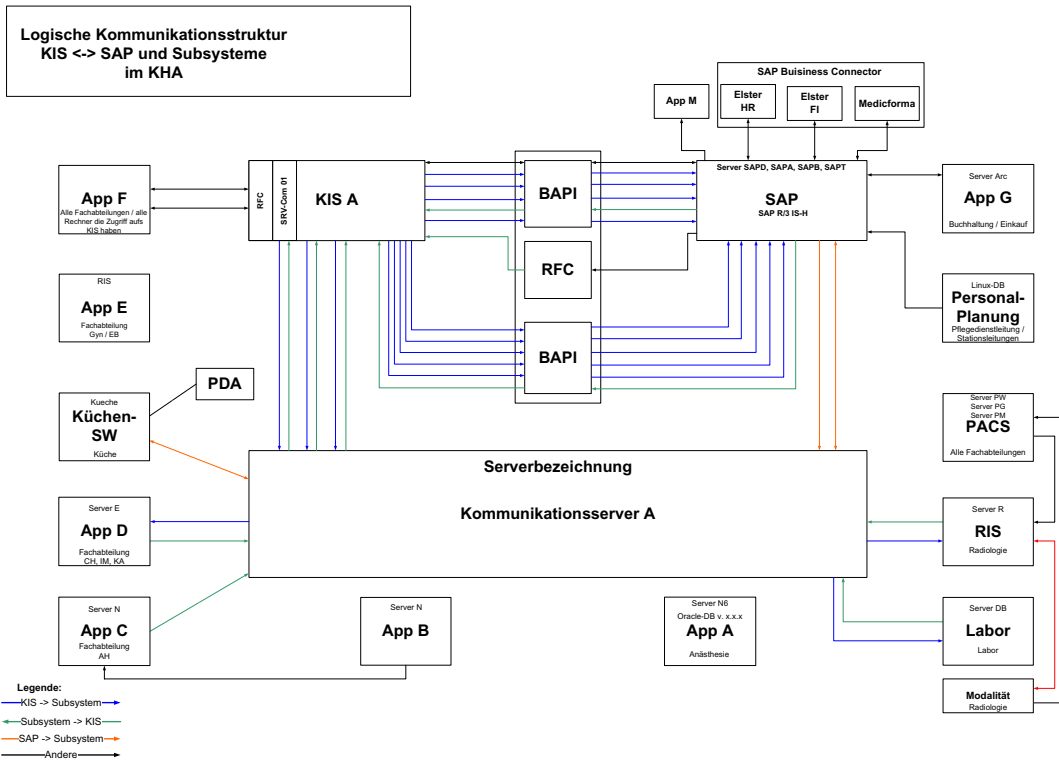 Logische Kommunikationsstruktur
KIS <-> SAP und Subsysteme
im KHA
SAP Buisiness Connector
App M
Elster
HR
Elster
FI
Medicforma
App F
Alle Fachabteilungen / alle
Rechner die Zugriff aufs
KIS haben
RFC
SRV-Com 01
KIS A
BAPI
Server SAPD, SAPA, SAPB, SAPT
SAP
SAP R/3 IS-H
Server Arc
App G
Buchhaltung / Einkauf
RIS
App E
Fachabteilung
Gyn / EB
RFC
Linux-DB
Personal-
Planung
Pflegedienstleitung /
Stationsleitungen
BAPI
PDA
Kueche
Küchen-
SW
Küche
Server PW
Server PG
Server PM
PACS
Alle Fachabteilungen
Serverbezeichnung
Kommunikationsserver A
Server E
App D
Fachabteilung
CH, IM, KA
Server R
RIS
Radiologie
Server N
App C
Fachabteilung
AH
Server N
App B
Server N6
Oracle-DB v. x.x.x
App A
Anästhesie
Server DB
Labor
Labor
Modalität
Radiologie
Legende:
KIS -> Subsystem
Subsystem -> KIS
SAP -> Subsystem
Andere